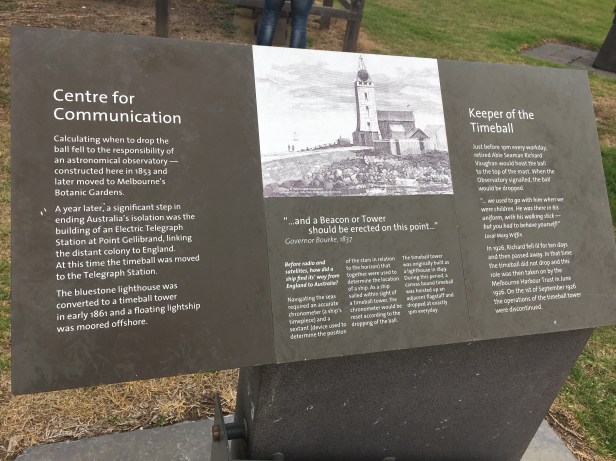 Centre for
Communication
Calculating when to drop the
ball fell to the responsibility of
an astronomical observatory —
constructed here in 1853 and
later moved to Melbourne's
Botanic Gardens.
A year later, a significant step in
ending Australia's isolation was the
building of an Electric Telegraph
Station at Point Gellibrand, linking
the distant colony to England.
At this time the timeball was moved
to the Telegraph Station.
The bluestone lighthouse was
converted to a timeball tower
in early 1861 and a floating lightship
was moored offshore.
"...and a Beacon or Tower
should be erected on this point..."
Governor Bourke, 1837
Before radio and
satellites, how did a
ship find its' way from
England to Australia?
Navigating the seas
required an accurate
chronometer (a ship's
timepiece) and a
sextant (device used to
determine the position
of the stars in relation
to the horizon) that
together were used to
determine the location
of a ship. As a ship
sailed within sight of
a timeball tower, the
chronometer would be
reset according to the
dropping of the ball.
The timeball tower
was originally built as
a lighthouse in 1849.
During this period, a
canvas bound timeball
was hoisted up an
adjacent flagstaff and
dropped at exactly
1pm everyday.
Keeper of the
Timeball
Just before 1pm every workday,
retired Able Seaman Richard
Vaughan would hoist the ball
to the top of the mast. When the
Observatory signalled, the ball
would be dropped.
"... we used to go with him when we
were children. He was there in his
uniform, with his walking stick —
but you had to behave yourself!"
Local Marg
In 1926, Richard fell ill for ten days
and then passed away. In that time
the timeball did not drop and this
role was then taken on by the
Melbourne Harbour Trust in June
1926. On the 1st of September 1926
the operations of the timeball tower
were discontinued.